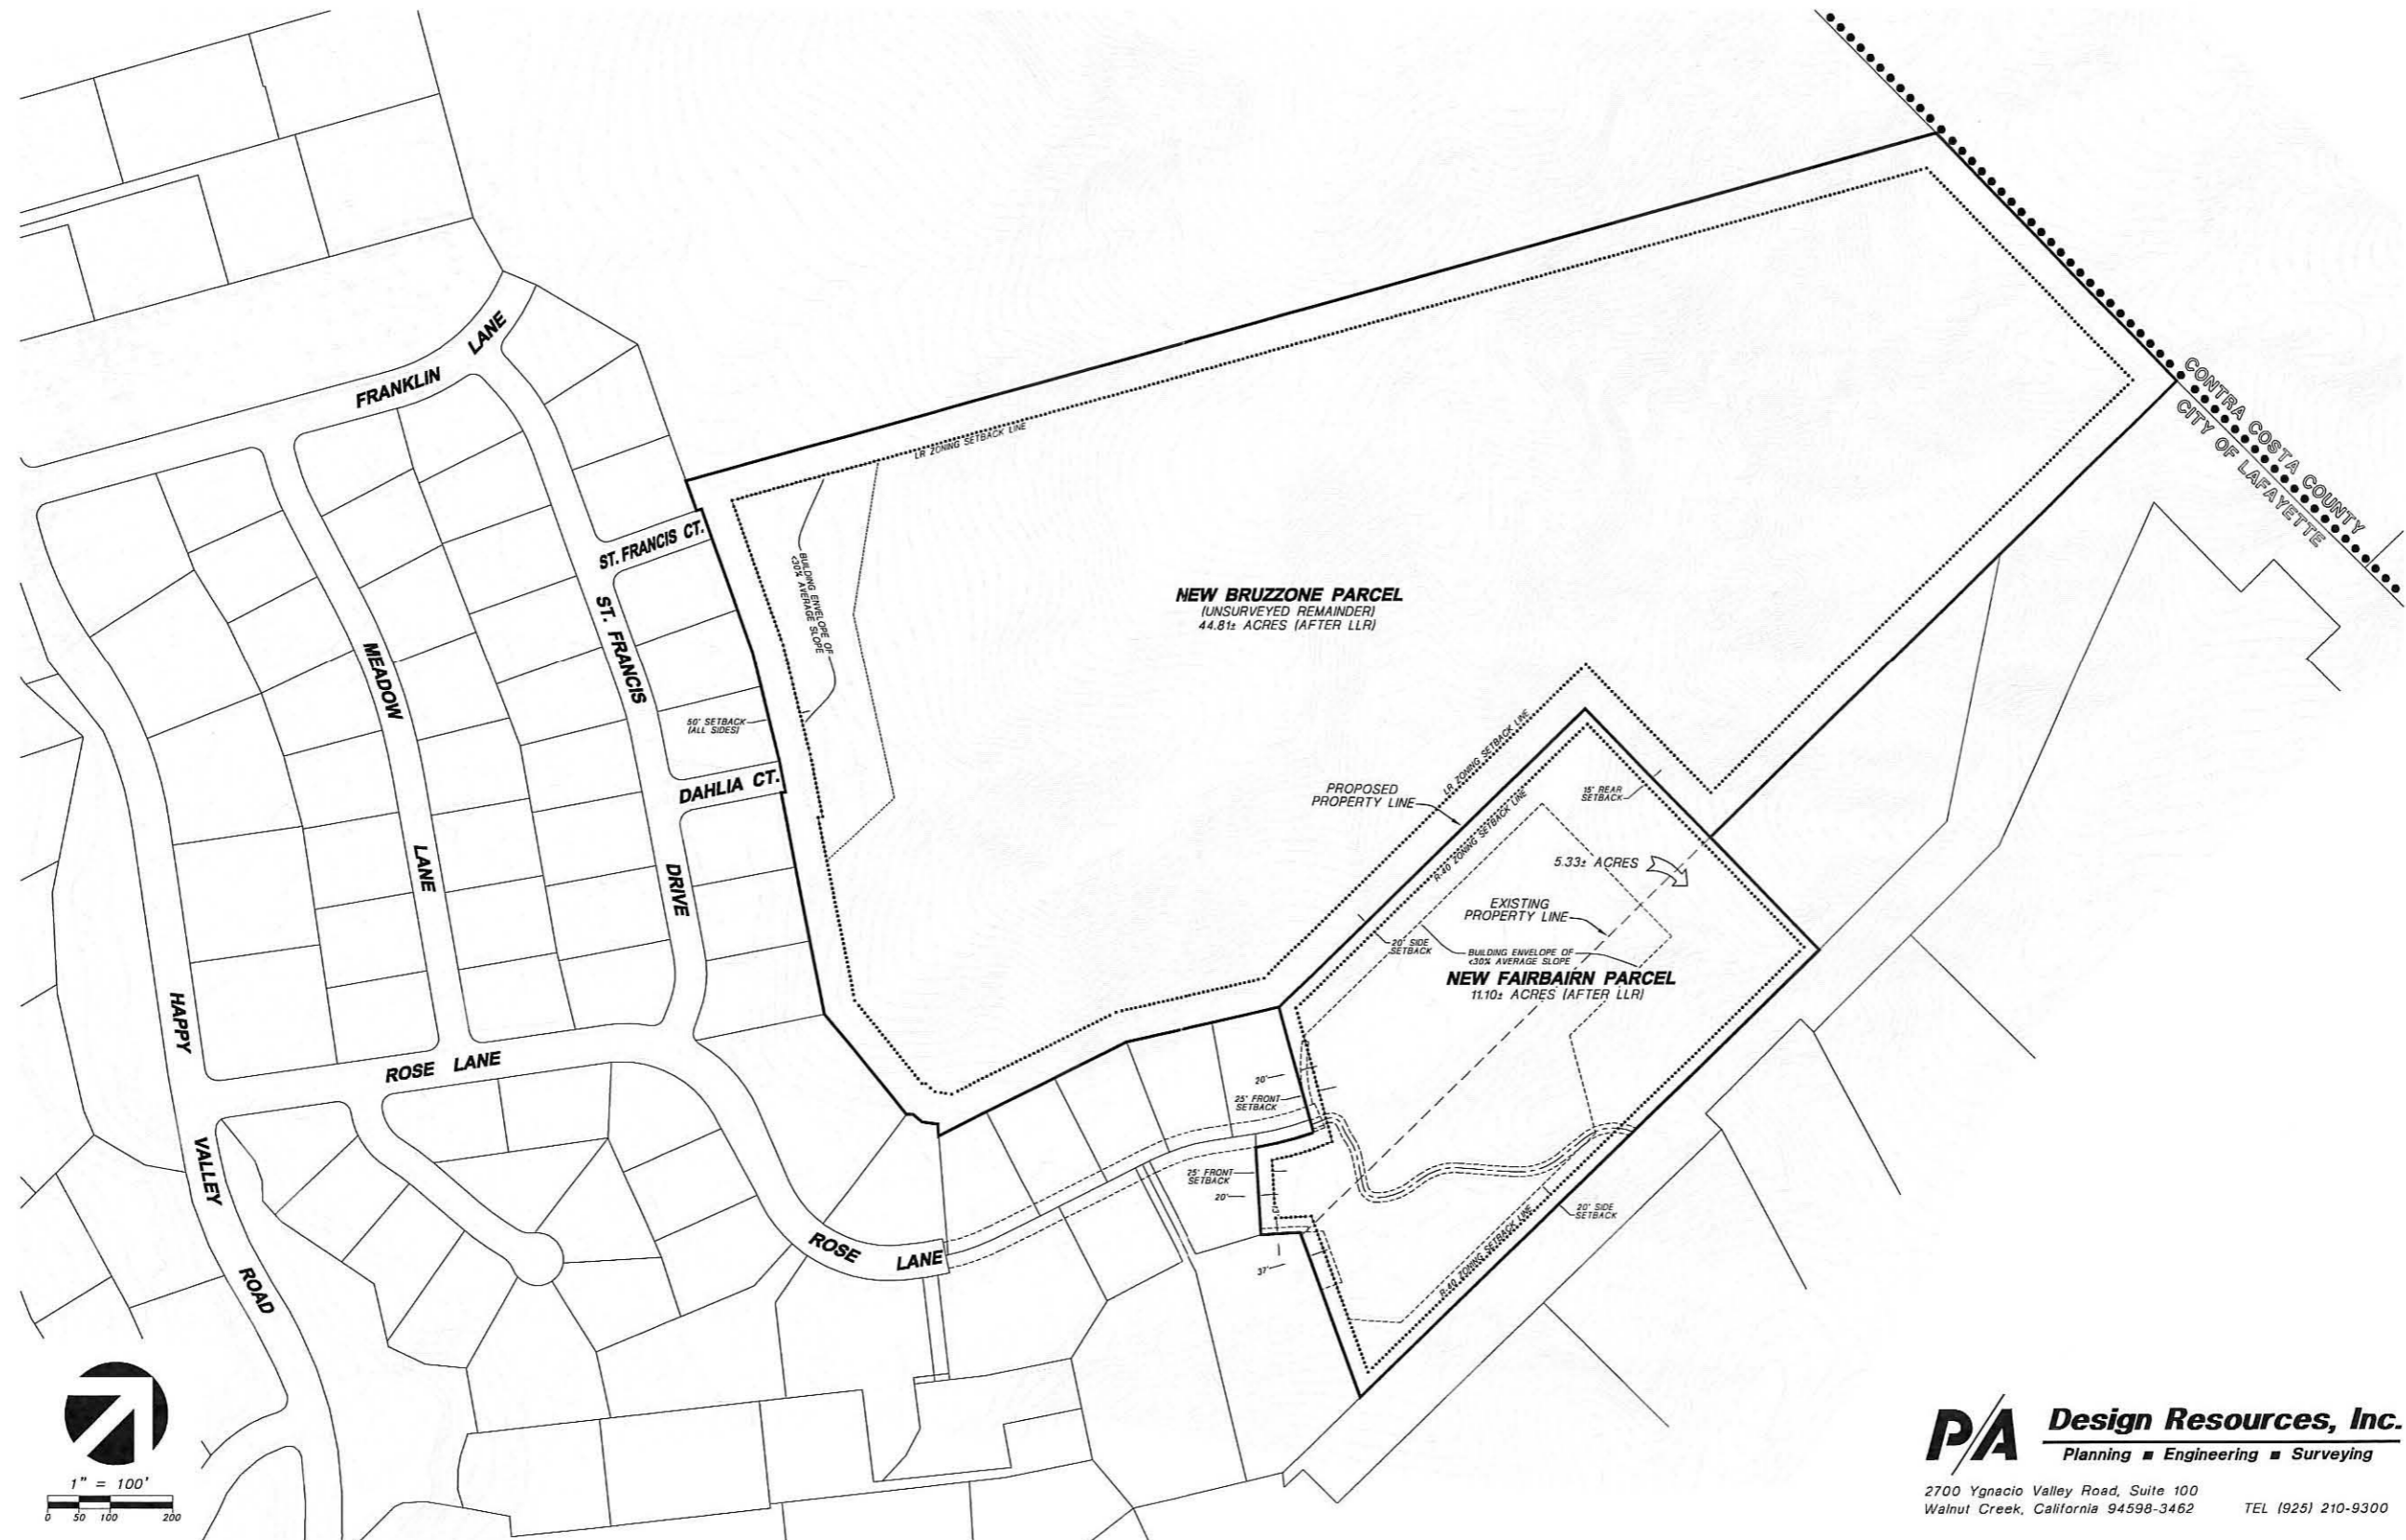 FRANKLIN LANE
ST. FRANCIS CT.
ST. FRANCIS
DRIVE
MEADOW
LANE
DAHLIA CT.
HAPPY
VALLEY
ROAD
ROSE LANE
ROSE LANE
50' SETBACK
(ALL SIDES)
BUILDING ENVELOPE OF
<30% AVERAGE SLOPE
LR ZONING SETBACK LINE
NEW BRUZZONE PARCEL
(UNSURVEYED REMAINDER)
44.81± ACRES (AFTER LLR)
CONTRA COSTA COUNTY
CITY OF LAFAYETTE
LR ZONING SETBACK LINE
PROPOSED
PROPERTY LINE
R-40 ZONING SETBACK LINE
15' REAR
SETBACK
5.33± ACRES
EXISTING
PROPERTY LINE
20' SIDE
SETBACK
BUILDING ENVELOPE OF
<30% AVERAGE SLOPE
NEW FAIRBAIRN PARCEL
11.10± ACRES (AFTER LLR)
20'
25' FRONT
SETBACK
25' FRONT
SETBACK
20'
37'
20' SIDE
SETBACK
R-40 ZONING SETBACK LINE
1" = 100'
0 50 100 200
P/A Design Resources, Inc.
Planning ■ Engineering ■ Surveying
2700 Ygnacio Valley Road, Suite 100
Walnut Creek, California 94598-3462 TEL (925) 210-9300